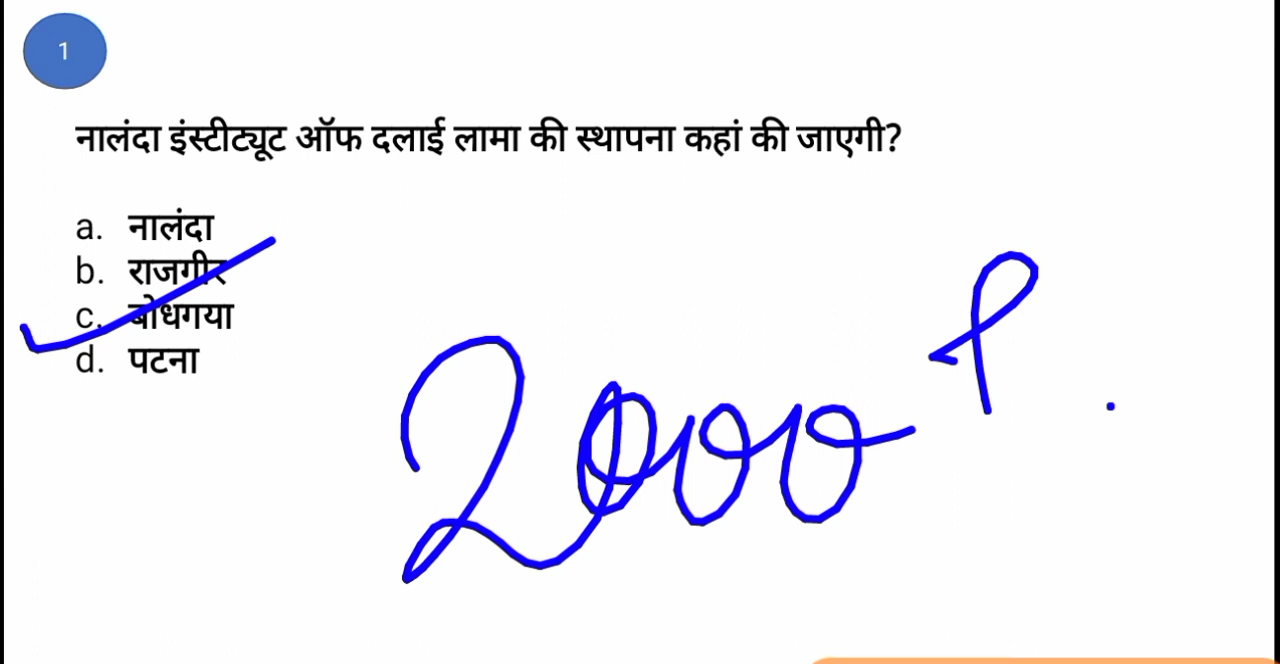 1
नालंदा इंस्टीट्यूट ऑफ दलाई लामा की स्थापना कहां की जाएगी?
a. नालंदा
b. राजगीर
c. बोधगया
d. पटना
2000